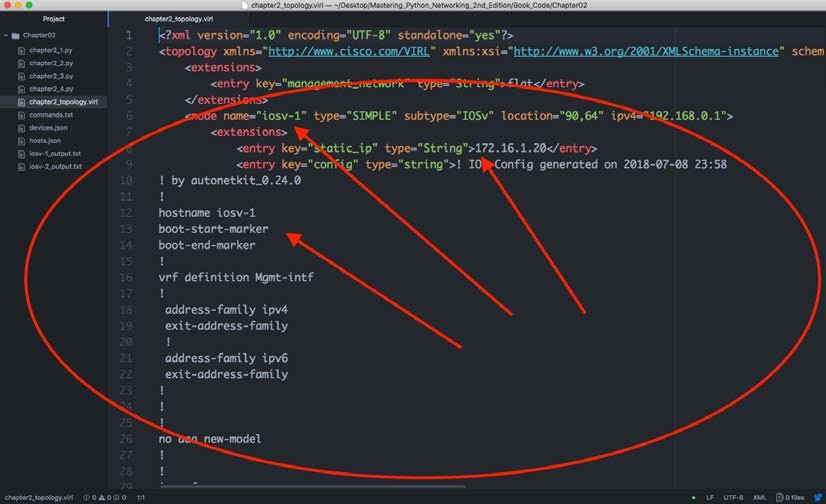 chapter2_topology.virl — ~/Desktop/Mastering_Python_Networking_2nd_Edition/Book_Code/Chapter02
Project
chapter2_topology.virl
Chapter02
chapter2_1.py
chapter2_2.py
chapter2_3.py
chapter2_4.py
chapter2_topology.virl
commands.txt
devices.json
hosts.json
iosv-1_output.txt
iosv-2_output.txt
1 <?xml version="1.0" encoding="UTF-8" standalone="yes"?>
2 <topology xmlns="http://www.cisco.com/VIRL" xmlns:xsi="http://www.w3.org/2001/XMLSchema-instance" schem
3 <extensions>
4 <entry key="management_network" type="String">flat</entry>
5 </extensions>
6 <node name="iosv-1" type="SIMPLE" subtype="IOSv" location="90,64" ipv4="192.168.0.1">
7 <extensions>
8 <entry key="static_ip" type="String">172.16.1.20</entry>
9 <entry key="config" type="string">! IOS Config generated on 2018-07-08 23:58
10 ! by autonetkit_0.24.0
11 !
12 hostname iosv-1
13 boot-start-marker
14 boot-end-marker
15 !
16 vrf definition Mgmt-intf
17 !
18 address-family ipv4
19 exit-address-family
20 !
21 address-family ipv6
22 exit-address-family
23 !
24 !
25 !
26 no aaa new-model
27 !
28 !
29
chapter2_topology.virl 0 0 0 1:1
LF UTF-8 XML 0 files